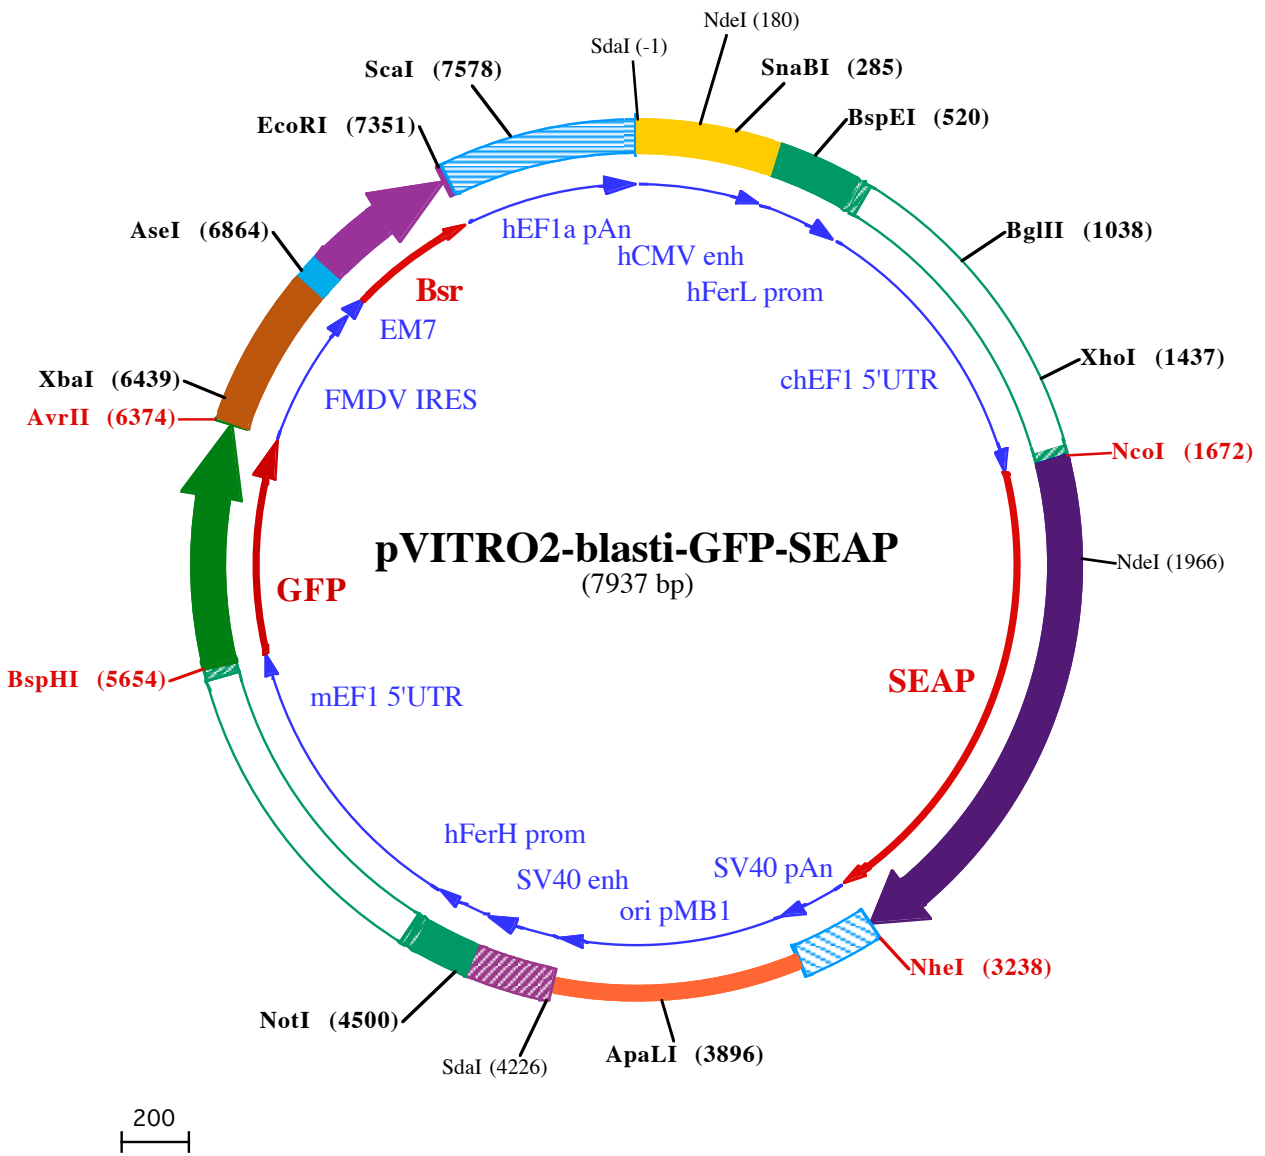 NdeI (180)
SdaI (-1)
ScaI (7578)
SnaBI (285)
EcoRI (7351)
BspEI (520)
AseI (6864)
hEF1a pAn
BglII (1038)
hCMV enh
Bsr
hFerL prom
EM7
XhoI (1437)
XbaI (6439)
chEF1 5'UTR
FMDV IRES
AvrII (6374)
NcoI (1672)
pVITRO2-blasti-GFP-SEAP
NdeI (1966)
(7937 bp)
GFP
BspHI (5654)
SEAP
mEF1 5'UTR
hFerH prom
SV40 pAn
SV40 enh
ori pMB1
NheI (3238)
NotI (4500)
ApaLI (3896)
SdaI (4226)
200